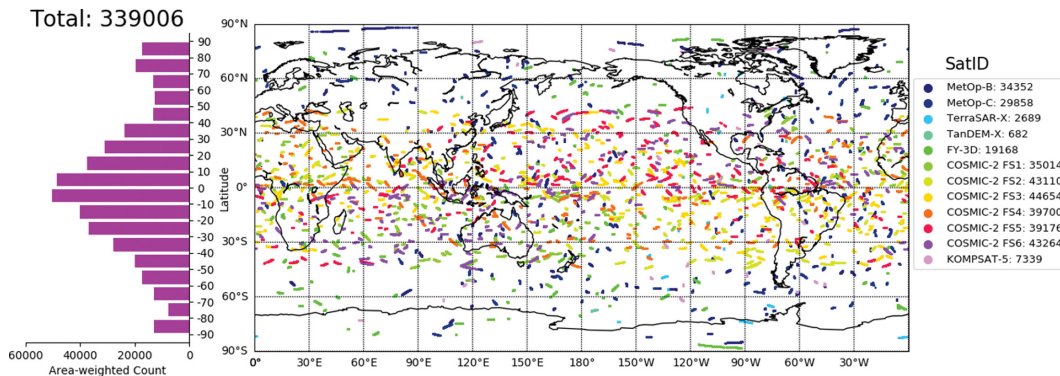 Total: 339006
90
80
70
60
50
40
30
20
10
0
-10
-20
-30
-40
-50
-60
-70
-80
-90
60000 40000 20000 0
Area-weighted Count
Latitude
90°N
60°N
30°N
0°
30°S
60°S
90°S
0° 30°E 60°E 90°E 120°E 150°E 180° 150°W 120°W 90°W 60°W 30°W
SatID
MetOp-B: 34352
MetOp-C: 29858
TerraSAR-X: 2689
TanDEM-X: 682
FY-3D: 19168
COSMIC-2 FS1: 35014
COSMIC-2 FS2: 43110
COSMIC-2 FS3: 44654
COSMIC-2 FS4: 39700
COSMIC-2 FS5: 39176
COSMIC-2 FS6: 43264
KOMPSAT-5: 7339